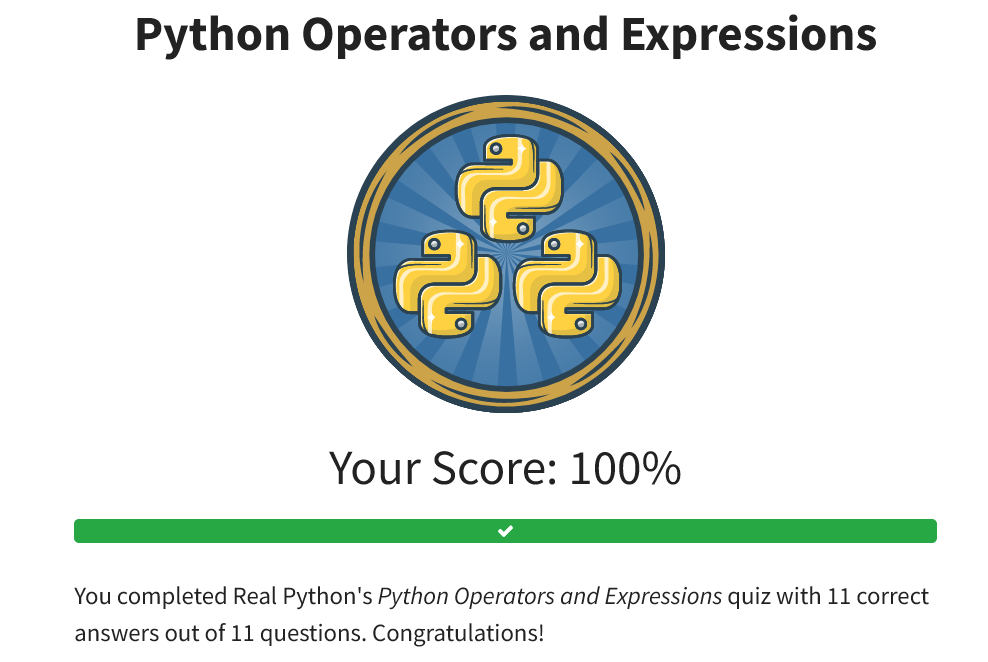 Python Operators and Expressions
Your Score: 100%
You completed Real Python's Python Operators and Expressions quiz with 11 correct
answers out of 11 questions. Congratulations!